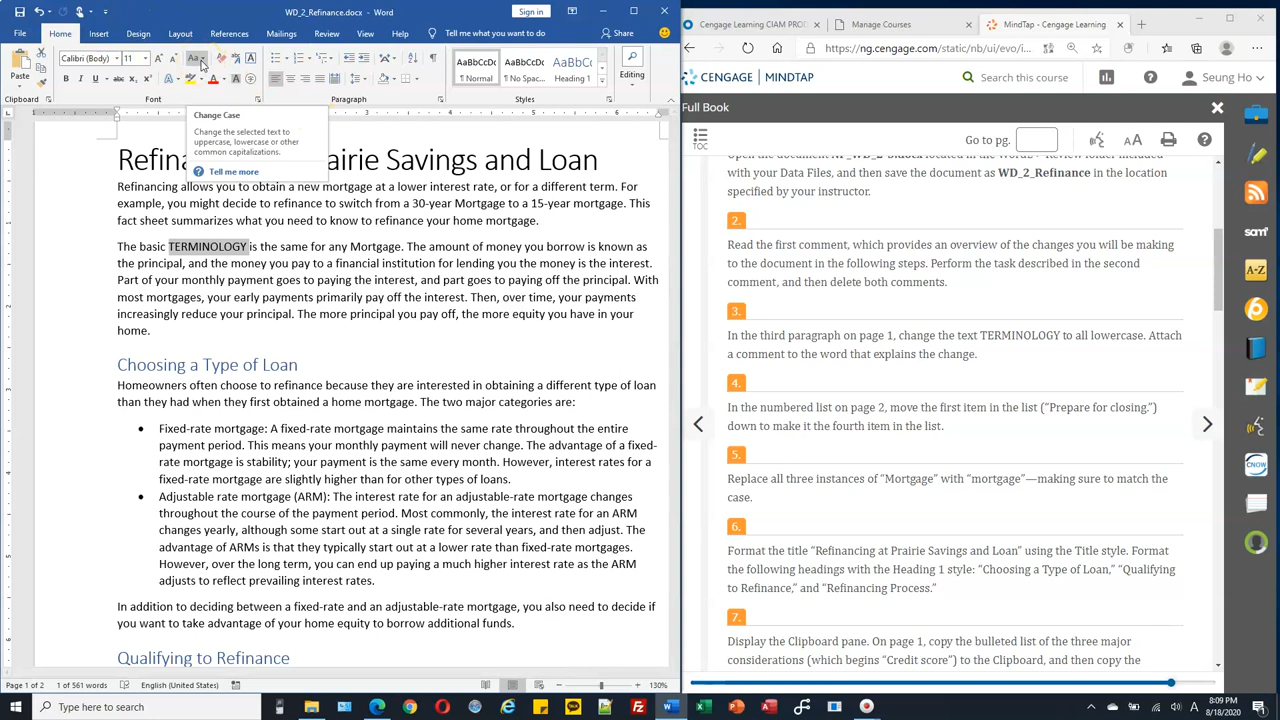 WD_2_Refinance.docx - Word
Sign in
File
Home
Insert
Design
Layout
References
Mailings
Review
View
Help
Tell me what you want to do
Share
Paste
Clipboard
Calibri (Body)
11
Aa
Font
Paragraph
AaBbCcDc
¶ Normal
AaBbCcDc
¶ No Spac...
AaBbCc
Heading 1
Styles
Editing
Change Case
Change the selected text to
uppercase, lowercase or other
common capitalizations.
Tell me more
Refin
airie Savings and Loan
Refinancing allows you to obtain a new mortgage at a lower interest rate, or for a different term. For
example, you might decide to refinance to switch from a 30-year Mortgage to a 15-year mortgage. This
fact sheet summarizes what you need to know to refinance your home mortgage.
The basic TERMINOLOGY is the same for any Mortgage. The amount of money you borrow is known as
the principal, and the money you pay to a financial institution for lending you the money is the interest.
Part of your monthly payment goes to paying the interest, and part goes to paying off the principal. With
most mortgages, your early payments primarily pay off the interest. Then, over time, your payments
increasingly reduce your principal. The more principal you pay off, the more equity you have in your
home.
Choosing a Type of Loan
Homeowners often choose to refinance because they are interested in obtaining a different type of loan
than they had when they first obtained a home mortgage. The two major categories are:
• Fixed-rate mortgage: A fixed-rate mortgage maintains the same rate throughout the entire
payment period. This means your monthly payment will never change. The advantage of a fixed-
rate mortgage is stability; your payment is the same every month. However, interest rates for a
fixed-rate mortgage are slightly higher than for other types of loans.
• Adjustable rate mortgage (ARM): The interest rate for an adjustable-rate mortgage changes
throughout the course of the payment period. Most commonly, the interest rate for an ARM
changes yearly, although some start out at a single rate for several years, and then adjust. The
advantage of ARMs is that they typically start out at a lower rate than fixed-rate mortgages.
However, over the long term, you can end up paying a much higher interest rate as the ARM
adjusts to reflect prevailing interest rates.
In addition to deciding between a fixed-rate and an adjustable-rate mortgage, you also need to decide if
you want to take advantage of your home equity to borrow additional funds.
Qualifying to Refinance
Page 1 of 2
1 of 561 words
English (United States)
130%
Cengage Learning CIAM PROD
Manage Courses
MindTap - Cengage Learning
https://ng.cengage.com/static/nb/ui/evo/i
CENGAGE
MINDTAP
Search this course
Seung Ho
Full Book
TOC
Go to pg.
AA
with your Data Files, and then save the document as WD_2_Refinance in the location
specified by your instructor.
2.
Read the first comment, which provides an overview of the changes you will be making
to the document in the following steps. Perform the task described in the second
comment, and then delete both comments.
3.
In the third paragraph on page 1, change the text TERMINOLOGY to all lowercase. Attach
a comment to the word that explains the change.
4.
In the numbered list on page 2, move the first item in the list (“Prepare for closing.”)
down to make it the fourth item in the list.
5.
Replace all three instances of “Mortgage” with “mortgage”—making sure to match the
case.
6.
Format the title “Refinancing at Prairie Savings and Loan” using the Title style. Format
the following headings with the Heading 1 style: “Choosing a Type of Loan,” “Qualifying
to Refinance,” and “Refinancing Process.”
7.
Display the Clipboard pane. On page 1, copy the bulleted list of the three major
considerations (which begins “Credit score”) to the Clipboard, and then copy the
sam
A-Z
CNOW
Type here to search
8:09 PM
8/18/2020